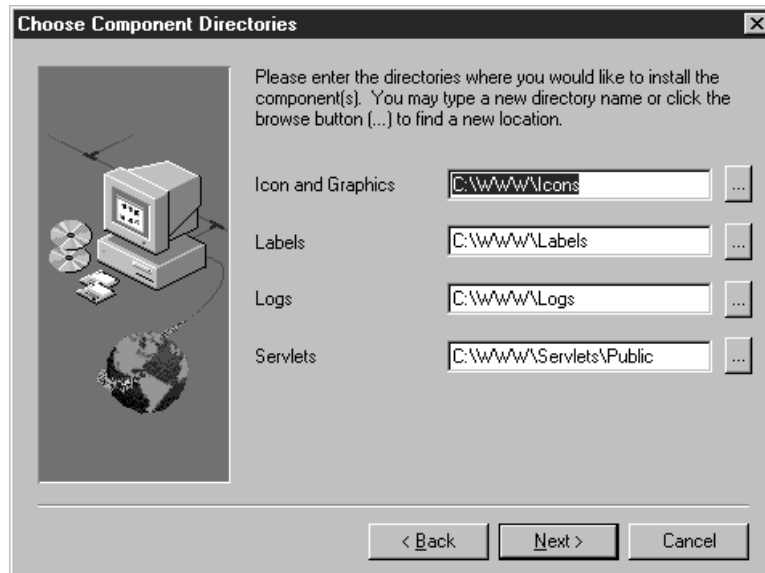 Choose Component Directories
Please enter the directories where you would like to install the
component(s). You may type a new directory name or click the
browse button (...) to find a new location.
Icon and Graphics C:\WWW\Icons ...
Labels C:\WWW\Labels ...
Logs C:\WWW\Logs ...
Servlets C:\WWW\Servlets\Public ...
< Back Next > Cancel